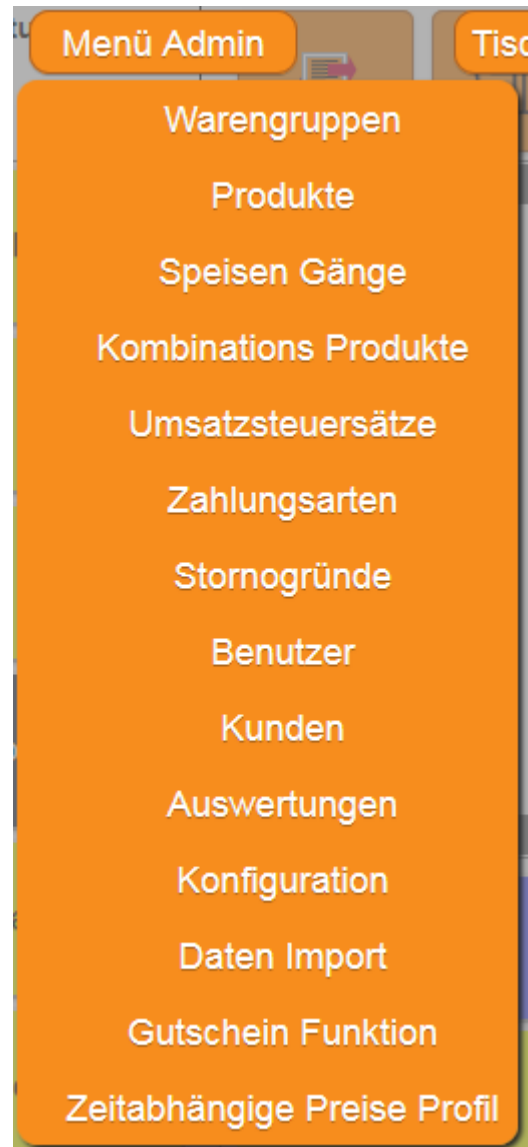 Menü Admin
Warengruppen
Produkte
Speisen Gänge
Kombinations Produkte
Umsatzsteuersätze
Zahlungsarten
Stornogründe
Benutzer
Kunden
Auswertungen
Konfiguration
Daten Import
Gutschein Funktion
Zeitabhängige Preise Profil